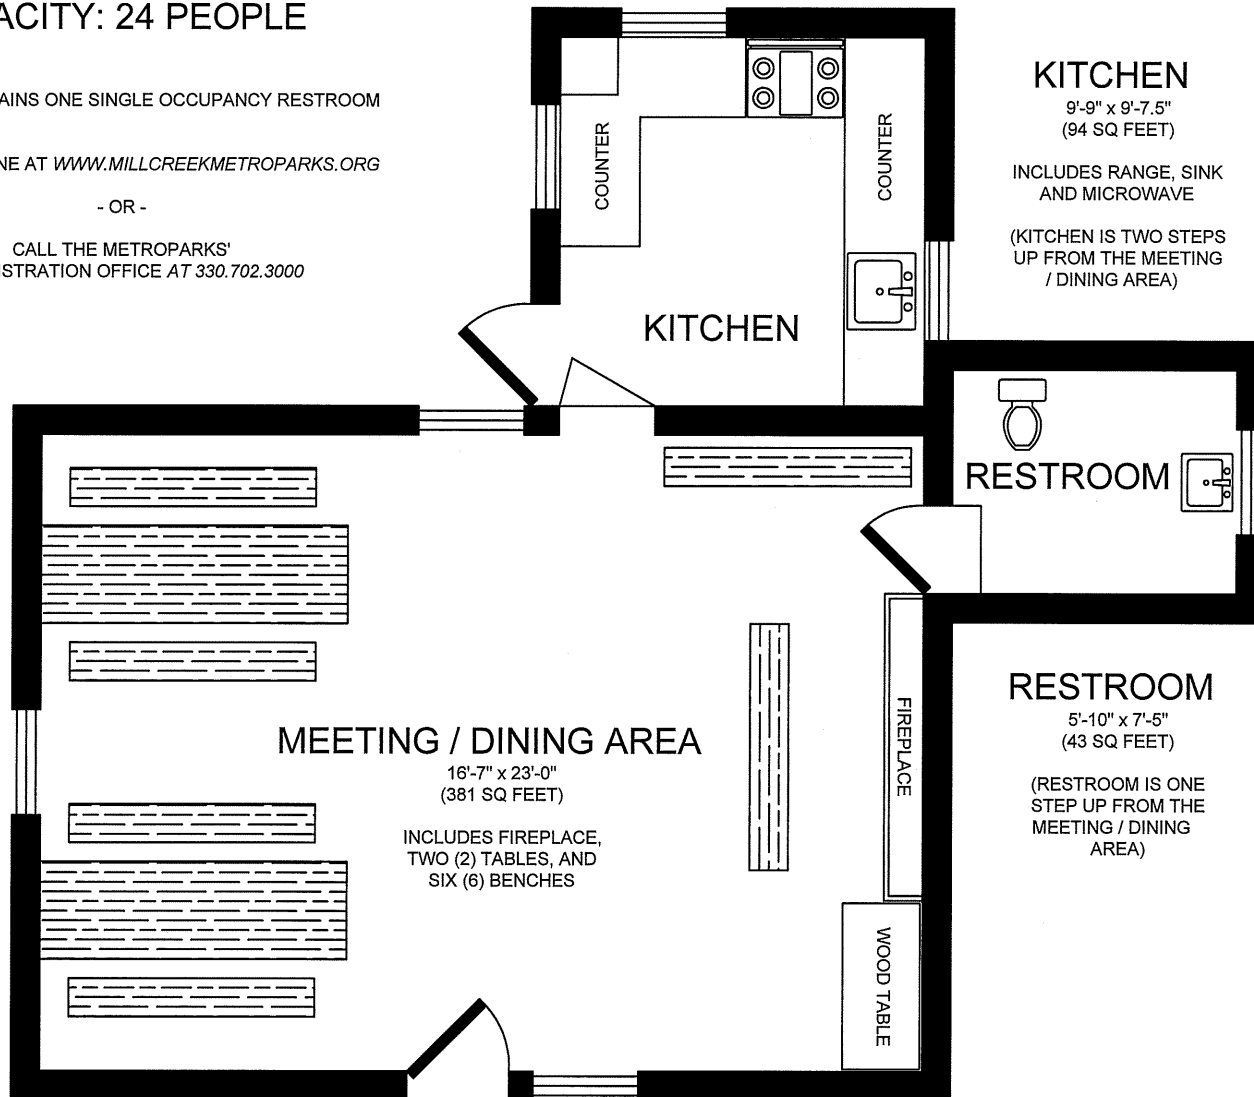 ACITY: 24 PEOPLE
AINS ONE SINGLE OCCUPANCY RESTROOM
NE AT WWW.MILLCREEKMETROPARKS.ORG
- OR -
CALL THE METROPARKS'
ISTRATION OFFICE AT 330.702.3000
KITCHEN
9'-9" x 9'-7.5"
(94 SQ FEET)
INCLUDES RANGE, SINK
AND MICROWAVE
(KITCHEN IS TWO STEPS
UP FROM THE MEETING
/ DINING AREA)
COUNTER
COUNTER
KITCHEN
RESTROOM
RESTROOM
5'-10" x 7'-5"
(43 SQ FEET)
(RESTROOM IS ONE
STEP UP FROM THE
MEETING / DINING
AREA)
MEETING / DINING AREA
16'-7" x 23'-0"
(381 SQ FEET)
INCLUDES FIREPLACE,
TWO (2) TABLES, AND
SIX (6) BENCHES
FIREPLACE
WOOD TABLE